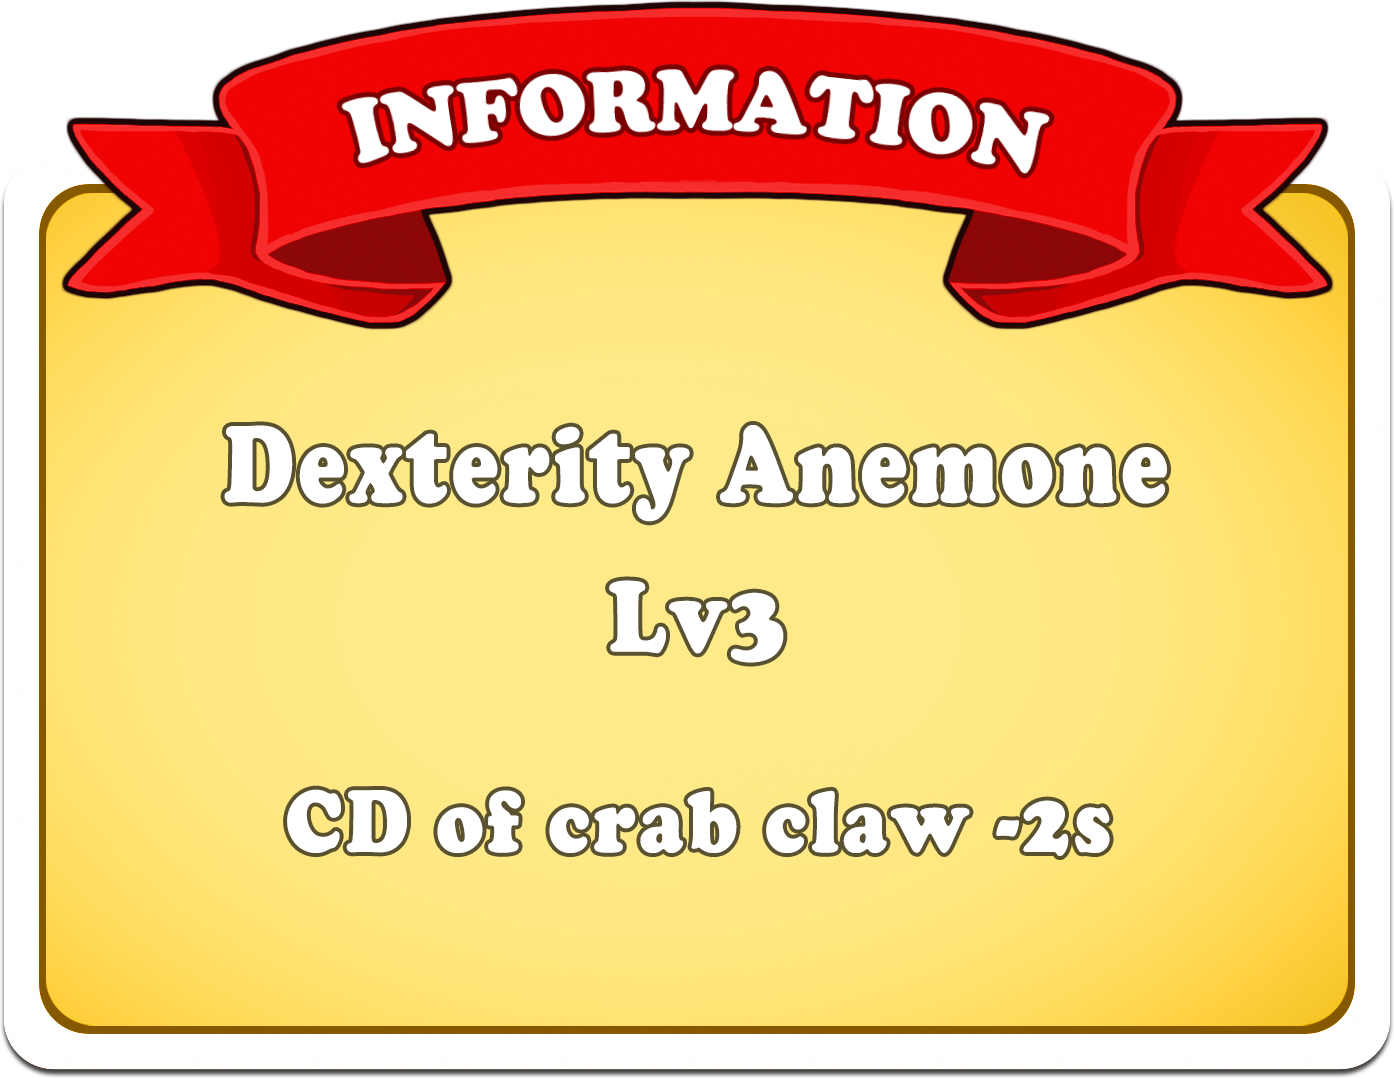 INFORMATION
Dexterity Anemone
Lv3
CD of crab claw -2s